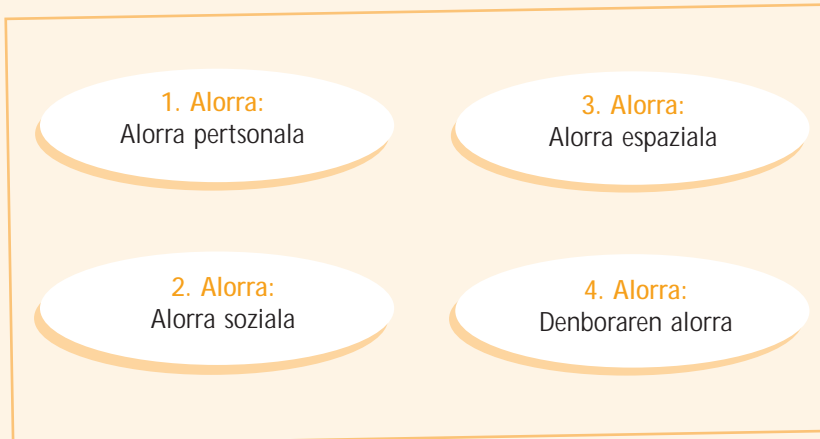 1. Alorra:
Alorra pertsonala
2. Alorra:
Alorra soziala
3. Alorra:
Alorra espaziala
4. Alorra:
Denboraren alorra